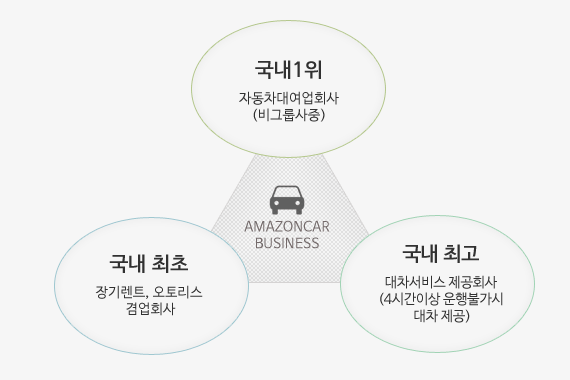 국내1위
자동차대여업회사
(비그룹사중)
AMAZONCAR
BUSINESS
국내 최초
장기렌트, 오토리스
겸업회사
국내 최고
대차서비스 제공회사
(4시간이상 운행불가시
대차 제공)